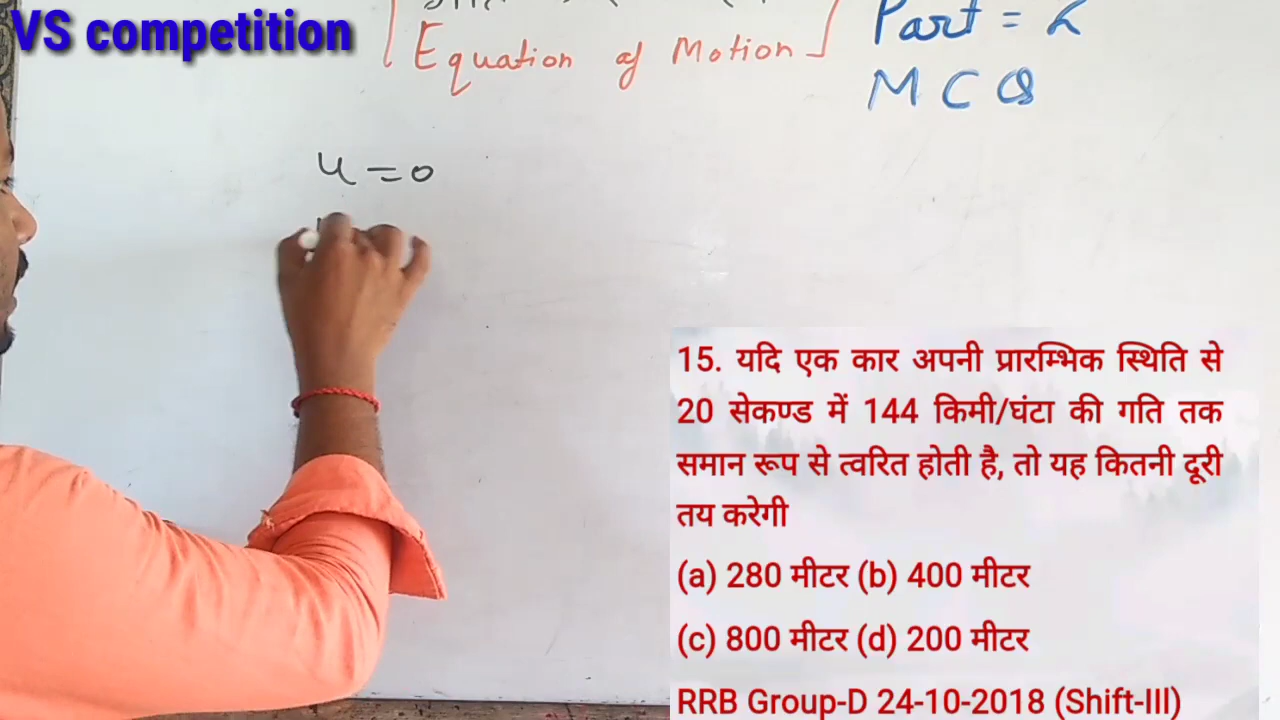 VS competition
Part = 2
Equation of Motion
MCQ
u = 0
15. यदि एक कार अपनी प्रारम्भिक स्थिति से
20 सेकण्ड में 144 किमी/घंटा की गति तक
समान रूप से त्वरित होती है, तो यह कितनी दूरी
तय करेगी
(a) 280 मीटर (b) 400 मीटर
(c) 800 मीटर (d) 200 मीटर
RRB Group-D 24-10-2018 (Shift-III)